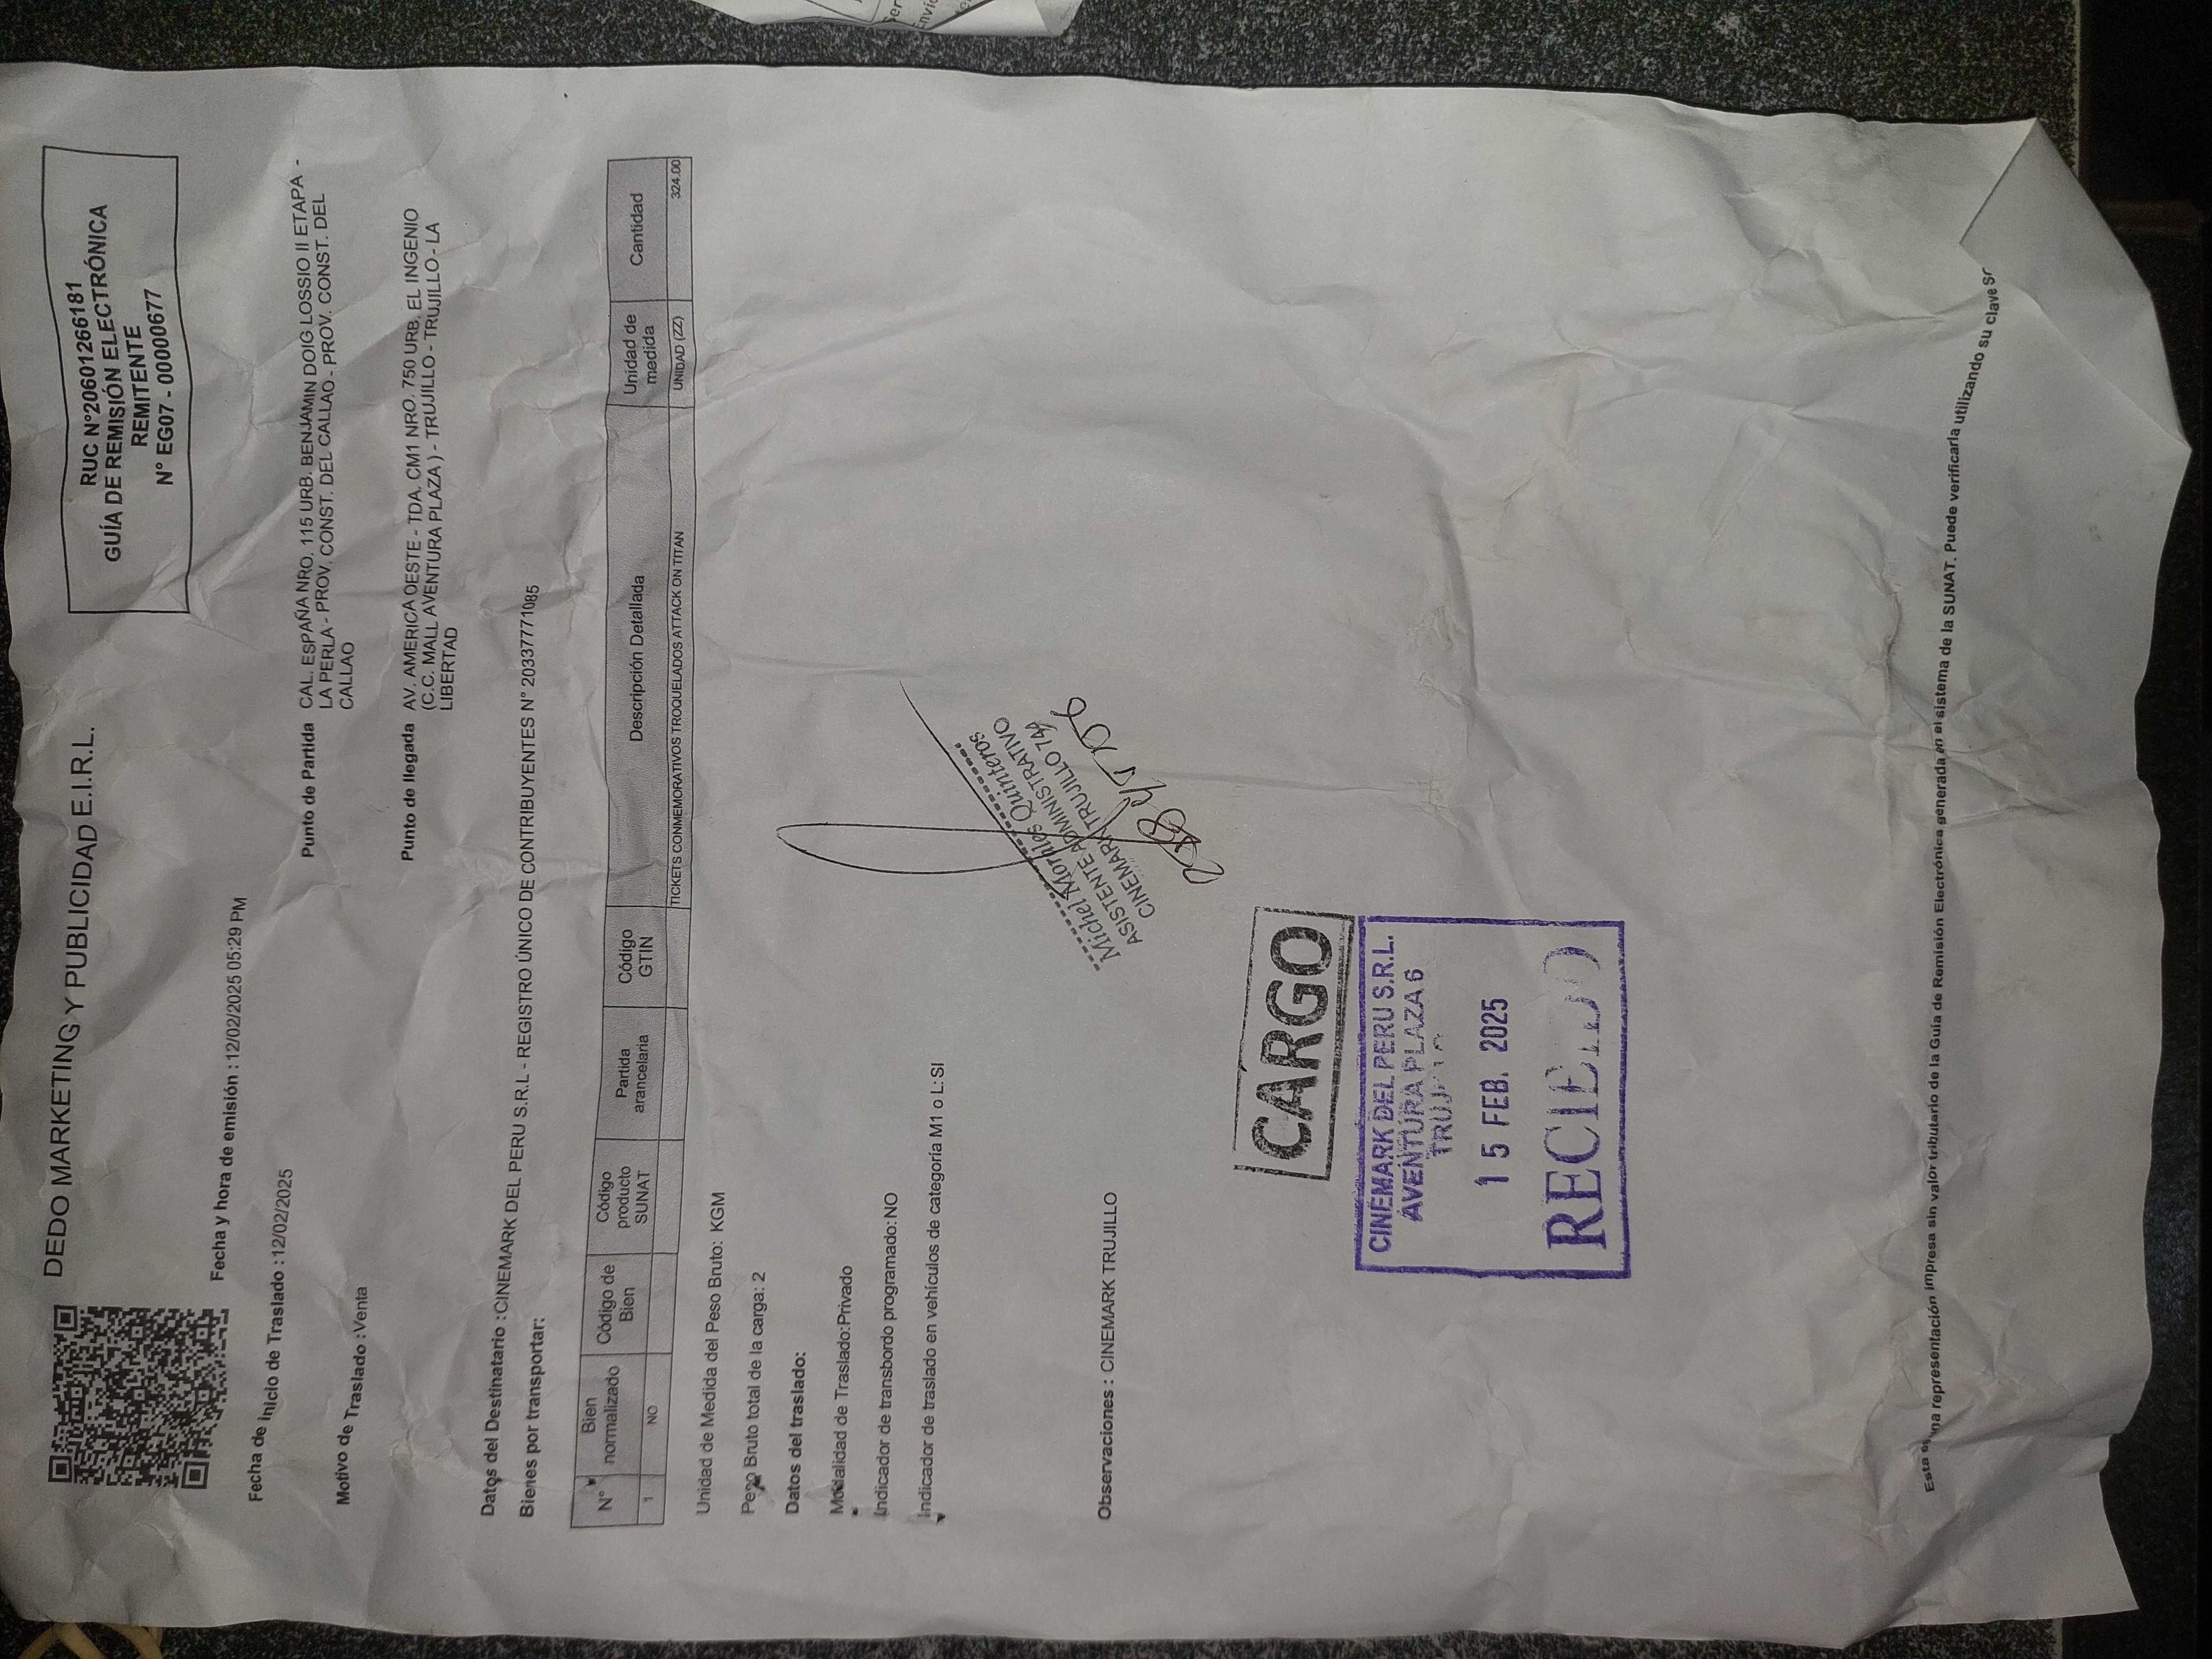 DEDO MARKETING Y PUBLICIDAD E.I.R.L.
RUC N°20601266181
GUÍA DE REMISIÓN ELECTRÓNICA
REMITENTE
N° EG07 - 00000677
Fecha y hora de emisión : 12/02/2025 05:29 PM
Fecha de inicio de Traslado : 12/02/2025
Punto de Partida CAL. ESPAÑA NRO. 115 URB. BENJAMIN DOIG LOSSIO II ETAPA -
LA PERLA - PROV. CONST. DEL CALLAO - PROV. CONST. DEL
CALLAO
Motivo de Traslado : Venta
Punto de llegada AV. AMERICA OESTE - TDA. CM1 NRO. 750 URB. EL INGENIO
(C.C. MALL AVENTURA PLAZA ) - TRUJILLO - TRUJILLO - LA
LIBERTAD
Datos del Destinatario : CINEMARK DEL PERU S.R.L - REGISTRO ÚNICO DE CONTRIBUYENTES N° 20337771085
Bienes por transportar:
N° Bien normalizado Código de Bien Código producto SUNAT Partida arancelaria Código GTIN Descripción Detallada Unidad de medida Cantidad
1 NO TICKETS CONMEMORATIVOS TROQUELADOS ATTACK ON TITAN UNIDAD (ZZ) 324.00
Unidad de Medida del Peso Bruto: KGM
Peso Bruto total de la carga: 2
Datos del traslado:
Modalidad de Traslado: Privado
Indicador de transbordo programado: NO
Indicador de traslado en vehículos de categoría M1 o L: SI
Michel Morales Quinteros
ASISTENTE ADMINISTRATIVO
CINEMARK TRUJILLO 744
Observaciones : CINEMARK TRUJILLO
CARGO
CINEMARK DEL PERU S.R.L.
AVENTURA PLAZA 6
15 FEB. 2025
RECIBIDO
Esta es una representación impresa sin valor tributario de la Guía de Remisión Electrónica generada en el sistema de la SUNAT. Puede verificarla utilizando su clave